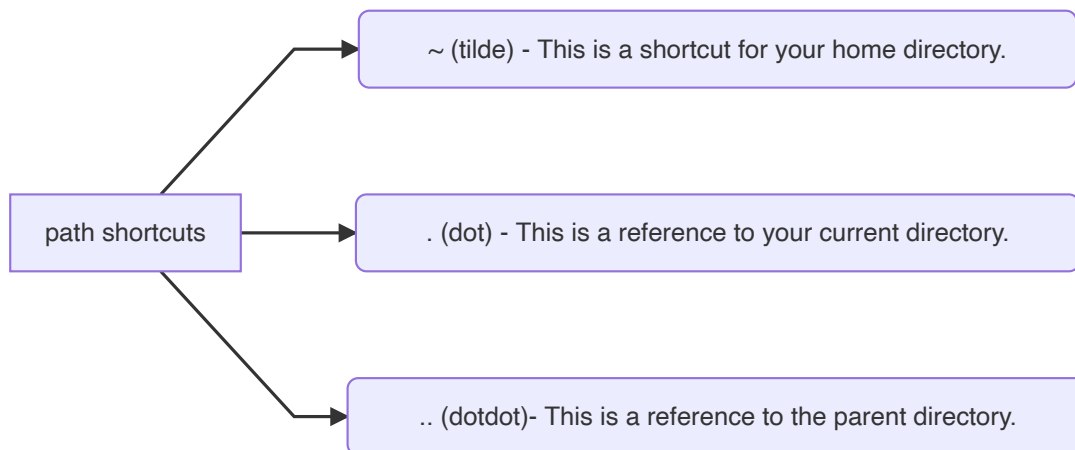 ~ (tilde) - This is a shortcut for your home directory.
path shortcuts
. (dot) - This is a reference to your current directory.
.. (dotdot)- This is a reference to the parent directory.